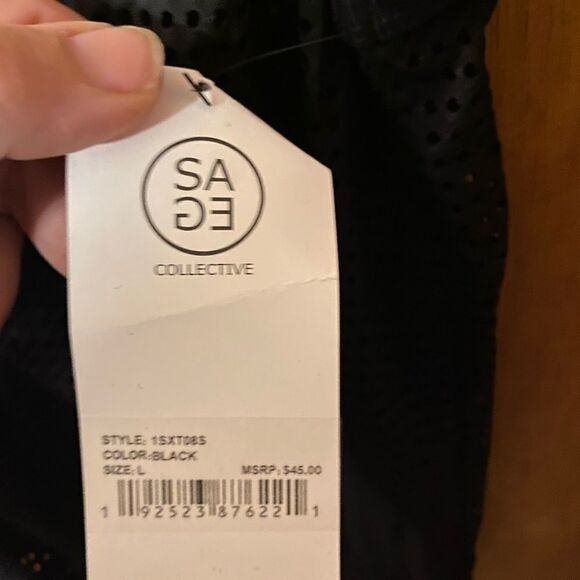 SA
GE
COLLECTIVE
STYLE: 1SXT08S
COLOR:BLACK
SIZE: L MSRP: $45.00
1 92523 87622 1